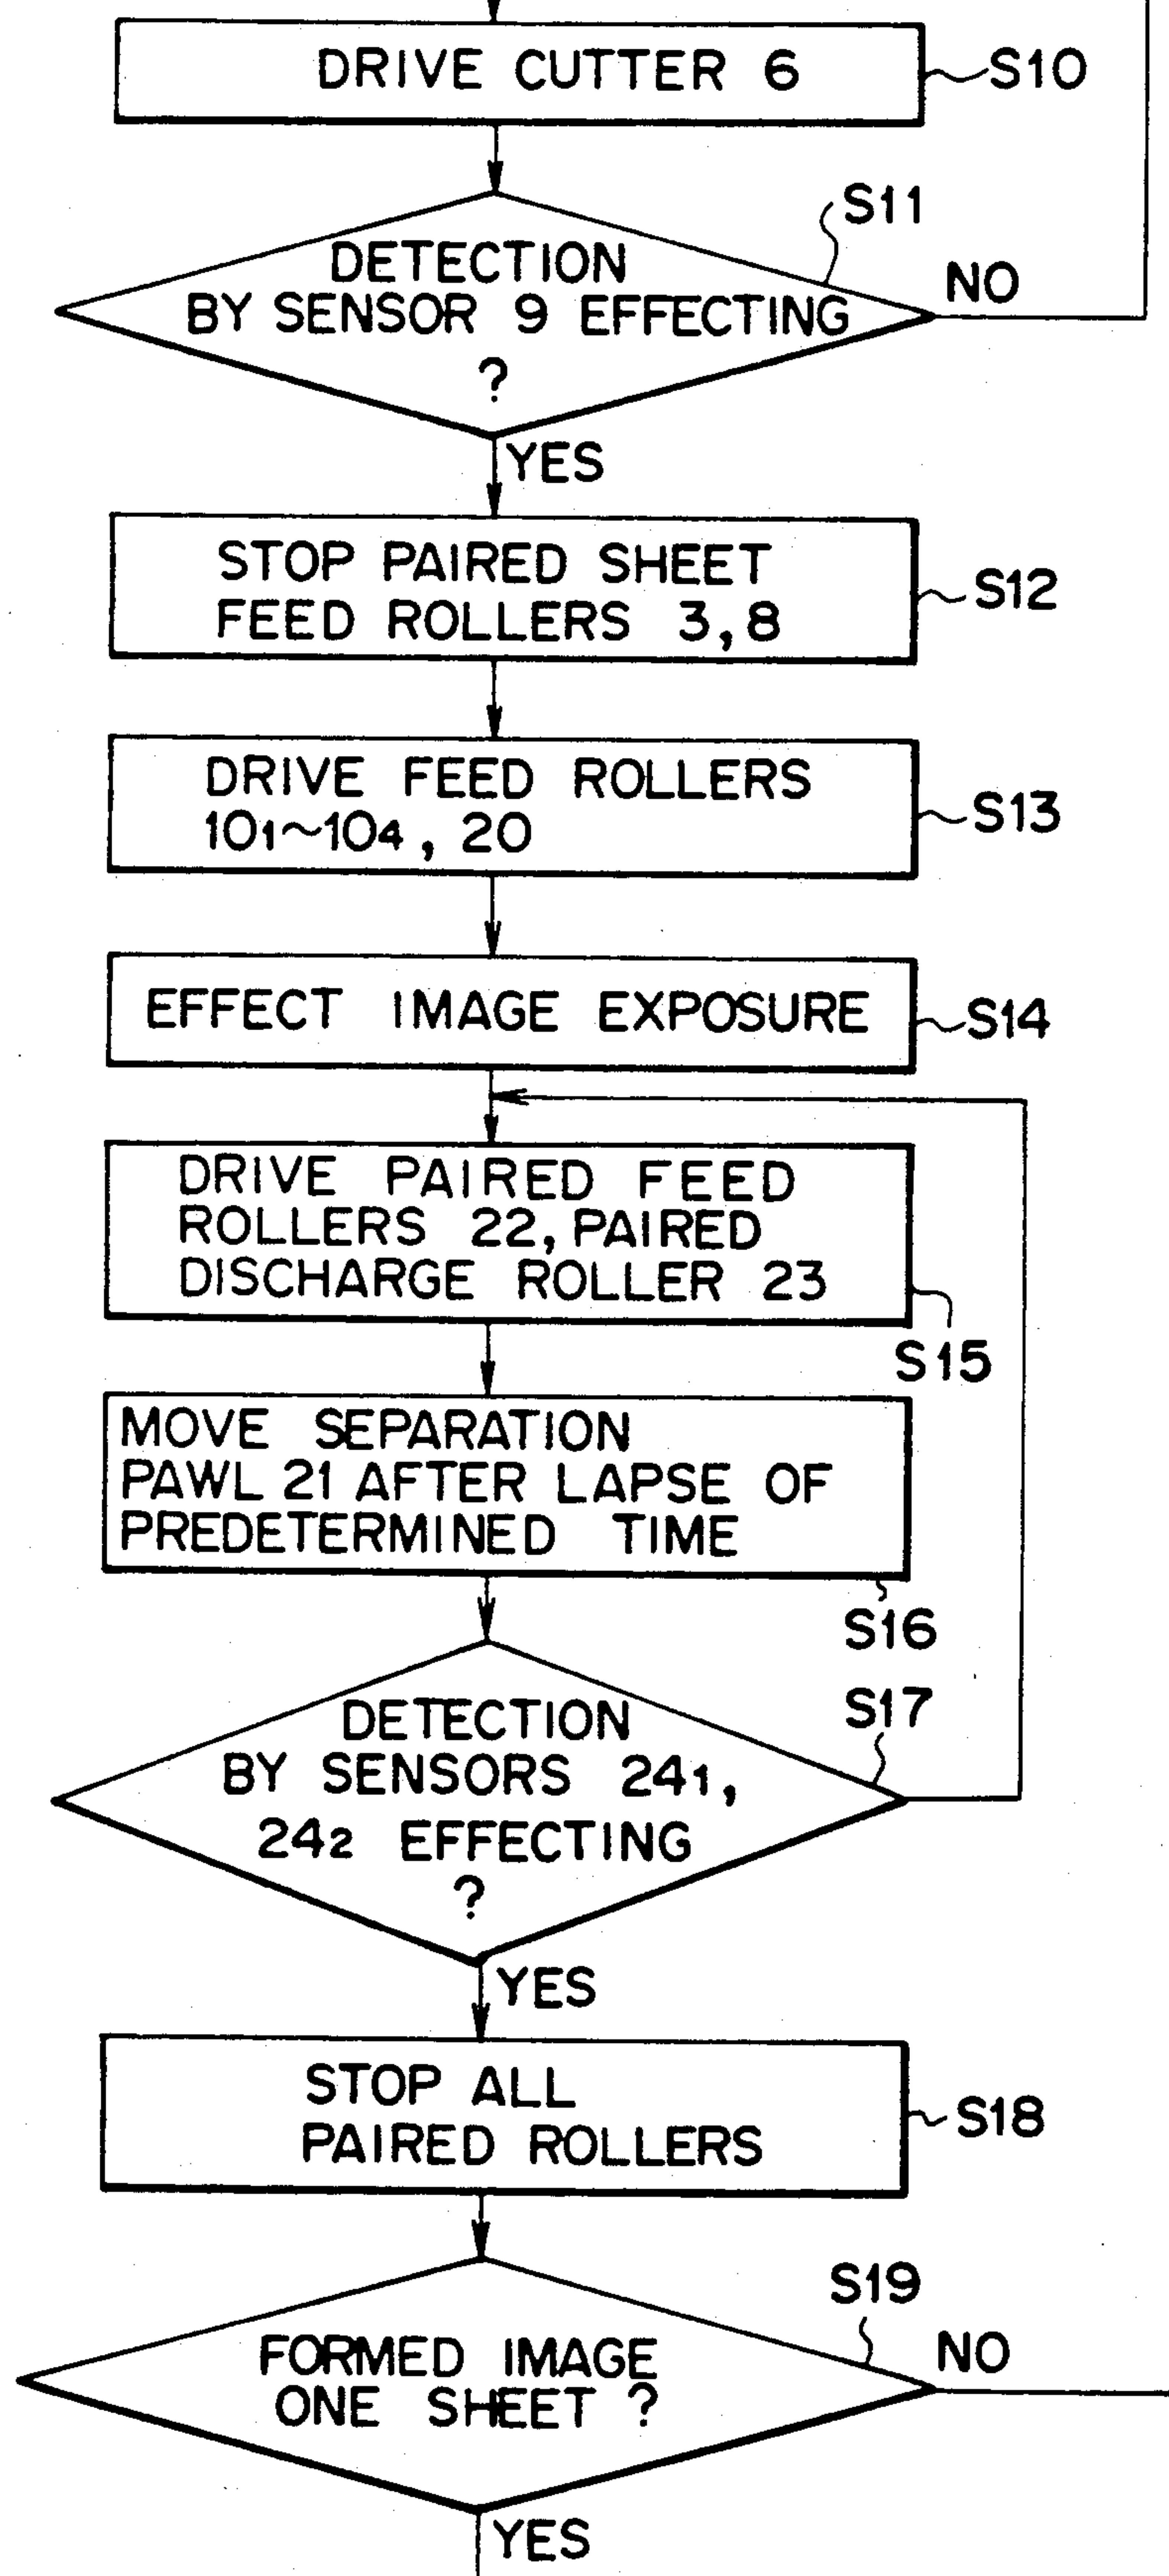 DRIVE CUTTER 6
S10
S11
DETECTION
BY SENSOR 9 EFFECTING
?
NO
YES
STOP PAIRED SHEET
FEED ROLLERS 3,8
S12
DRIVE FEED ROLLERS
10₁~10₄, 20
S13
EFFECT IMAGE EXPOSURE
S14
DRIVE PAIRED FEED
ROLLERS 22, PAIRED
DISCHARGE ROLLER 23
S15
MOVE SEPARATION
PAWL 21 AFTER LAPSE OF
PREDETERMINED TIME
S16
S17
DETECTION
BY SENSORS 24₁,
24₂ EFFECTING
?
YES
STOP ALL
PAIRED ROLLERS
S18
S19
FORMED IMAGE
ONE SHEET ?
NO
YES